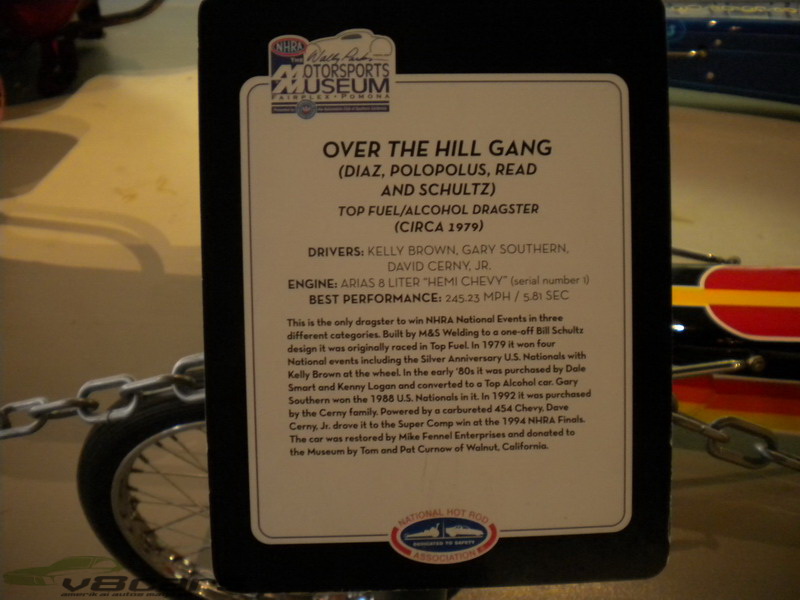 NHRA
THE
Wally Parks
MOTORSPORTS
MUSEUM
FAIRPLEX • POMONA
OVER THE HILL GANG
(DIAZ, POLOPOLUS, READ
AND SCHULTZ)
TOP FUEL/ALCOHOL DRAGSTER
(CIRCA 1979)
DRIVERS: KELLY BROWN, GARY SOUTHERN,
DAVID CERNY, JR.
ENGINE: ARIAS 8 LITER "HEMI CHEVY" (serial number 1)
BEST PERFORMANCE: 245.23 MPH / 5.81 SEC
This is the only dragster to win NHRA National Events in three
different categories. Built by M&S Welding to a one-off Bill Schultz
design it was originally raced in Top Fuel. In 1979 it won four
National events including the Silver Anniversary U.S. Nationals with
Kelly Brown at the wheel. In the early '80s it was purchased by Dale
Smart and Kenny Logan and converted to a Top Alcohol car. Gary
Southern won the 1988 U.S. Nationals in it. In 1992 it was purchased
by the Cerny family. Powered by a carbureted 454 Chevy, Dave
Cerny, Jr. drove it to the Super Comp win at the 1994 NHRA Finals.
The car was restored by Mike Fennel Enterprises and donated to
the Museum by Tom and Pat Curnow of Walnut, California.
NATIONAL HOT ROD
DEDICATED TO SAFETY
ASSOCIATION